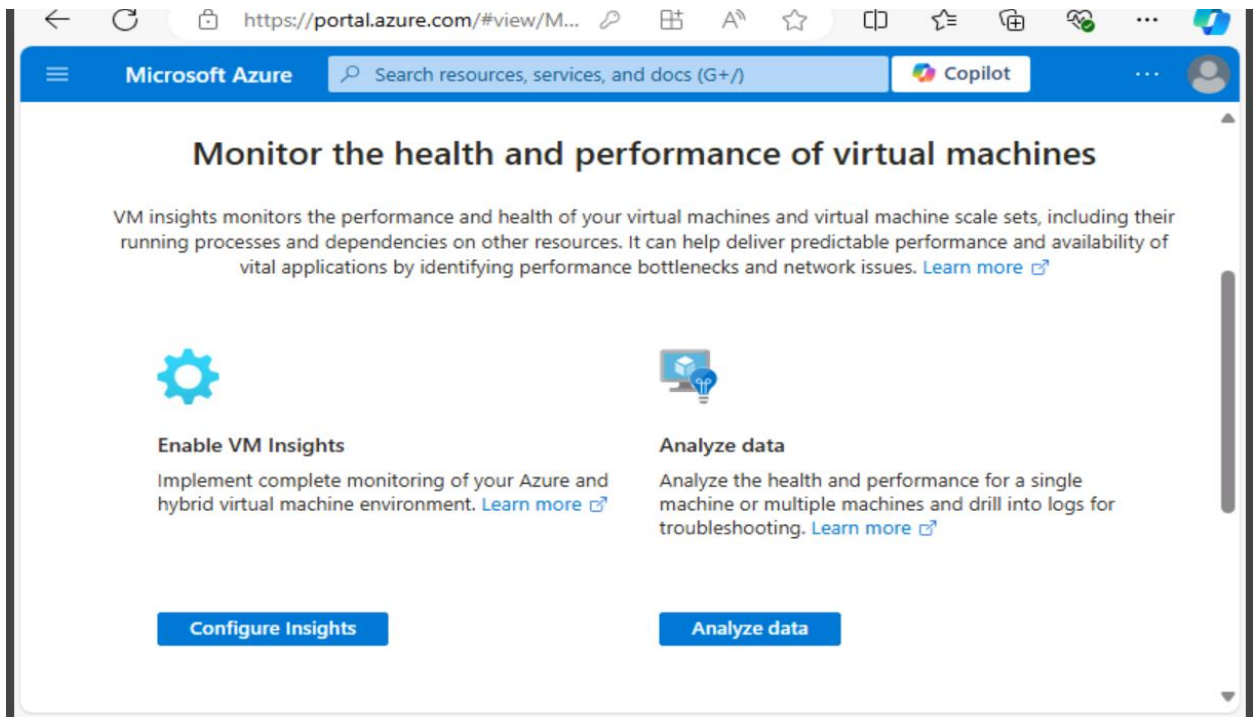 https://portal.azure.com/#view/M...
Microsoft Azure
Search resources, services, and docs (G+/)
Copilot
Monitor the health and performance of virtual machines
VM insights monitors the performance and health of your virtual machines and virtual machine scale sets, including their
running processes and dependencies on other resources. It can help deliver predictable performance and availability of
vital applications by identifying performance bottlenecks and network issues. Learn more
Enable VM Insights
Implement complete monitoring of your Azure and
hybrid virtual machine environment. Learn more
Configure Insights
Analyze data
Analyze the health and performance for a single
machine or multiple machines and drill into logs for
troubleshooting. Learn more
Analyze data